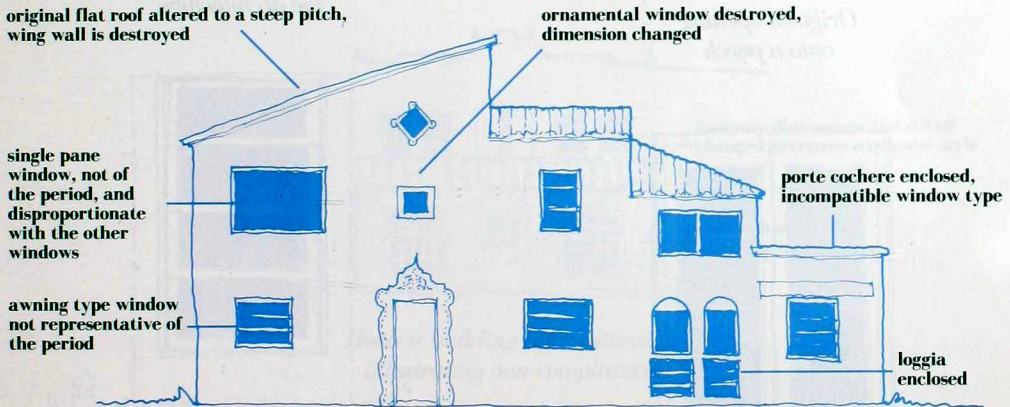 original flat roof altered to a steep pitch,
wing wall is destroyed
ornamental window destroyed,
dimension changed
single pane
window, not of
the period, and
disproportionate
with the other
windows
porte cochere enclosed,
incompatible window type
awning type window
not representative of
the period
loggia
enclosed